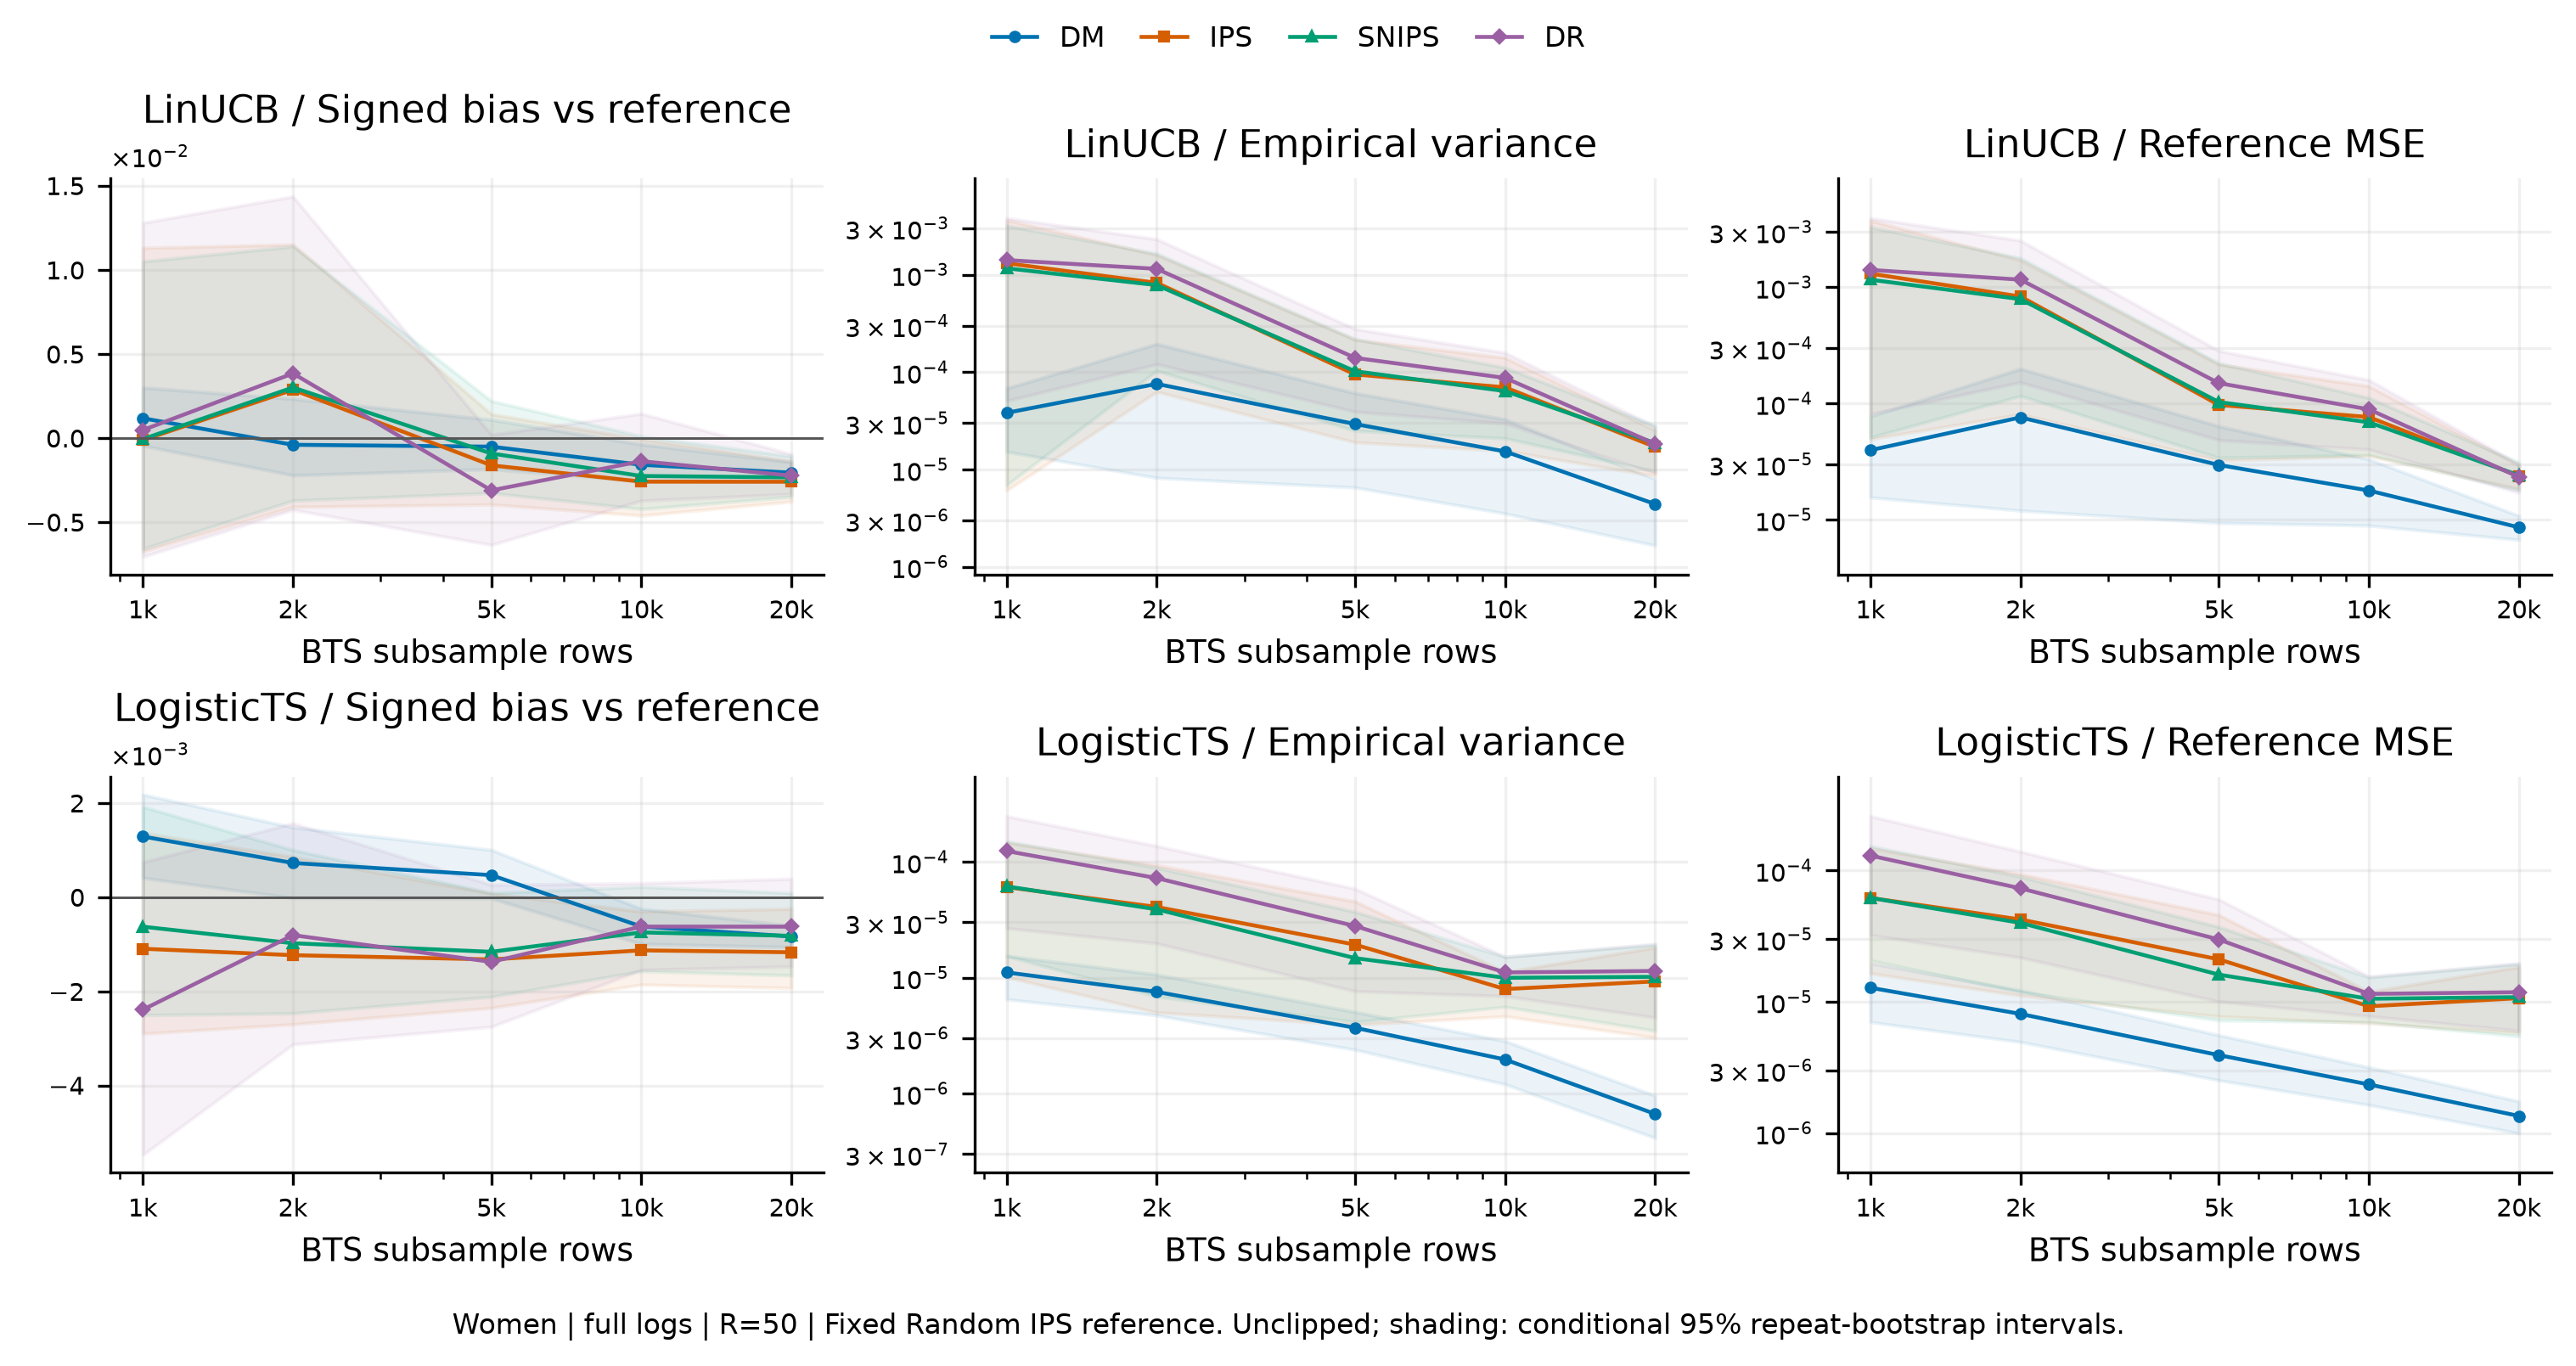 DM IPS SNIPS DR
LinUCB / Signed bias vs reference
×10⁻²
1.5
1.0
0.5
0.0
−0.5
1k 2k 5k 10k 20k
BTS subsample rows
LinUCB / Empirical variance
3 × 10⁻³
10⁻³
3 × 10⁻⁴
10⁻⁴
3 × 10⁻⁵
10⁻⁵
3 × 10⁻⁶
10⁻⁶
1k 2k 5k 10k 20k
BTS subsample rows
LinUCB / Reference MSE
3 × 10⁻³
10⁻³
3 × 10⁻⁴
10⁻⁴
3 × 10⁻⁵
10⁻⁵
1k 2k 5k 10k 20k
BTS subsample rows
LogisticTS / Signed bias vs reference
×10⁻³
2
0
−2
−4
1k 2k 5k 10k 20k
BTS subsample rows
LogisticTS / Empirical variance
10⁻⁴
3 × 10⁻⁵
10⁻⁵
3 × 10⁻⁶
10⁻⁶
3 × 10⁻⁷
1k 2k 5k 10k 20k
BTS subsample rows
LogisticTS / Reference MSE
10⁻⁴
3 × 10⁻⁵
10⁻⁵
3 × 10⁻⁶
10⁻⁶
1k 2k 5k 10k 20k
BTS subsample rows
Women | full logs | R=50 | Fixed Random IPS reference. Unclipped; shading: conditional 95% repeat-bootstrap intervals.